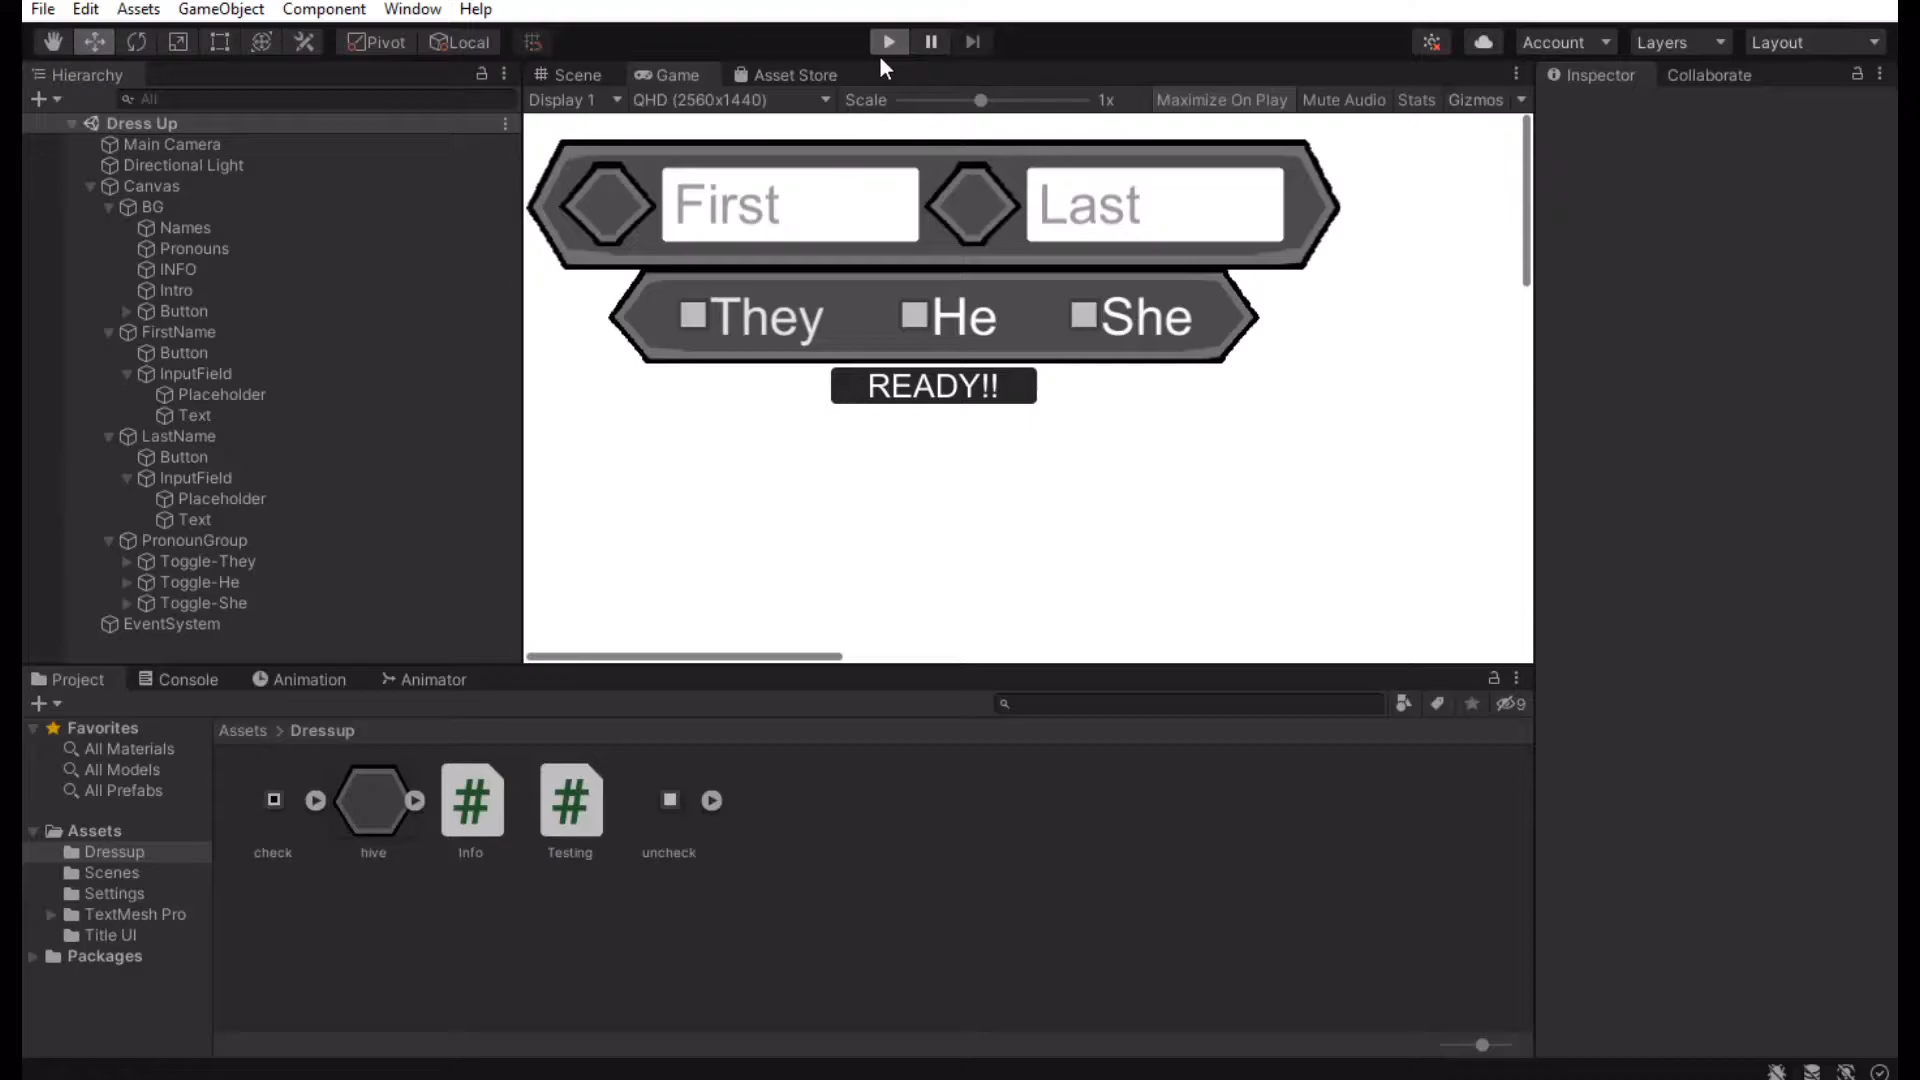 File Edit Assets GameObject Component Window Help
Pivot Local Account Layers Layout
Hierarchy Scene Game Asset Store Inspector Collaborate
All Display 1 QHD (2560x1440) Scale 1x Maximize On Play Mute Audio Stats Gizmos
Dress Up
Main Camera
Directional Light
Canvas
BG
Names
Pronouns
INFO
Intro
Button
FirstName
Button
InputField
Placeholder
Text
LastName
Button
InputField
Placeholder
Text
PronounGroup
Toggle-They
Toggle-He
Toggle-She
EventSystem
First Last
They He She
READY!!
Project Console Animation Animator
9
Favorites
All Materials
All Models
All Prefabs
Assets
Dressup
Scenes
Settings
TextMesh Pro
Title UI
Packages
Assets > Dressup
# #
check hive Info Testing uncheck